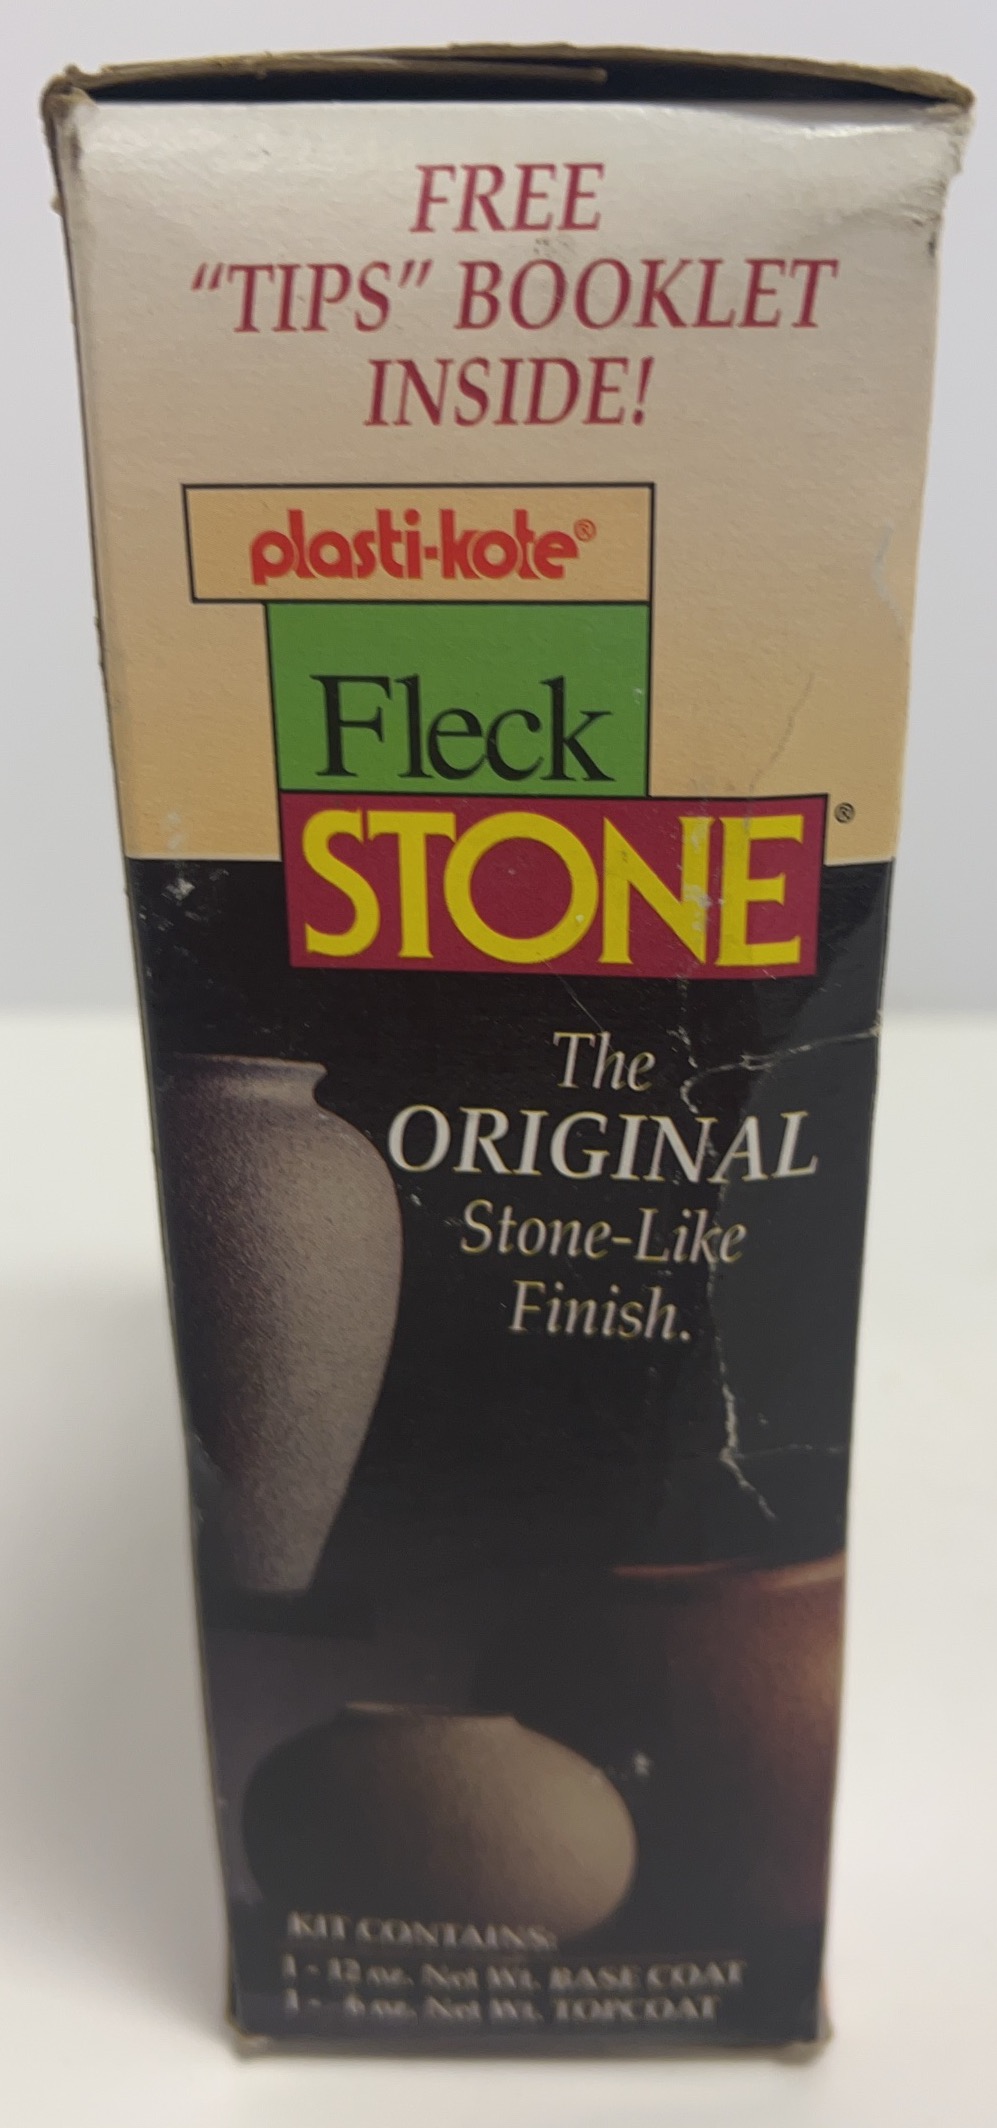 FREE
“TIPS” BOOKLET
INSIDE!
plasti-kote®
Fleck
STONE®
The
ORIGINAL
Stone-Like
Finish.
KIT CONTAINS:
1 - 12 oz. Net Wt. BASE COAT
1 - 6 oz. Net Wt. TOPCOAT